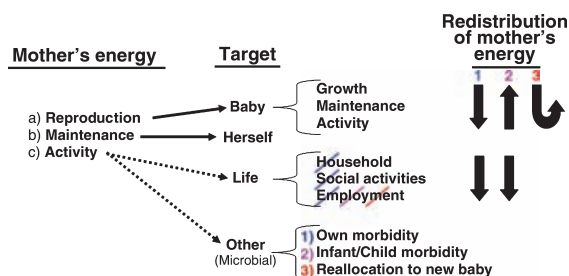 Redistribution
of mother's
energy
Mother's energy
Target
1 2 3
a) Reproduction
b) Maintenance
c) Activity
Baby
Growth
Maintenance
Activity
Herself
Life
Household
Social activities
Employment
Other
(Microbial)
1) Own morbidity
2) Infant/Child morbidity
3) Reallocation to new baby